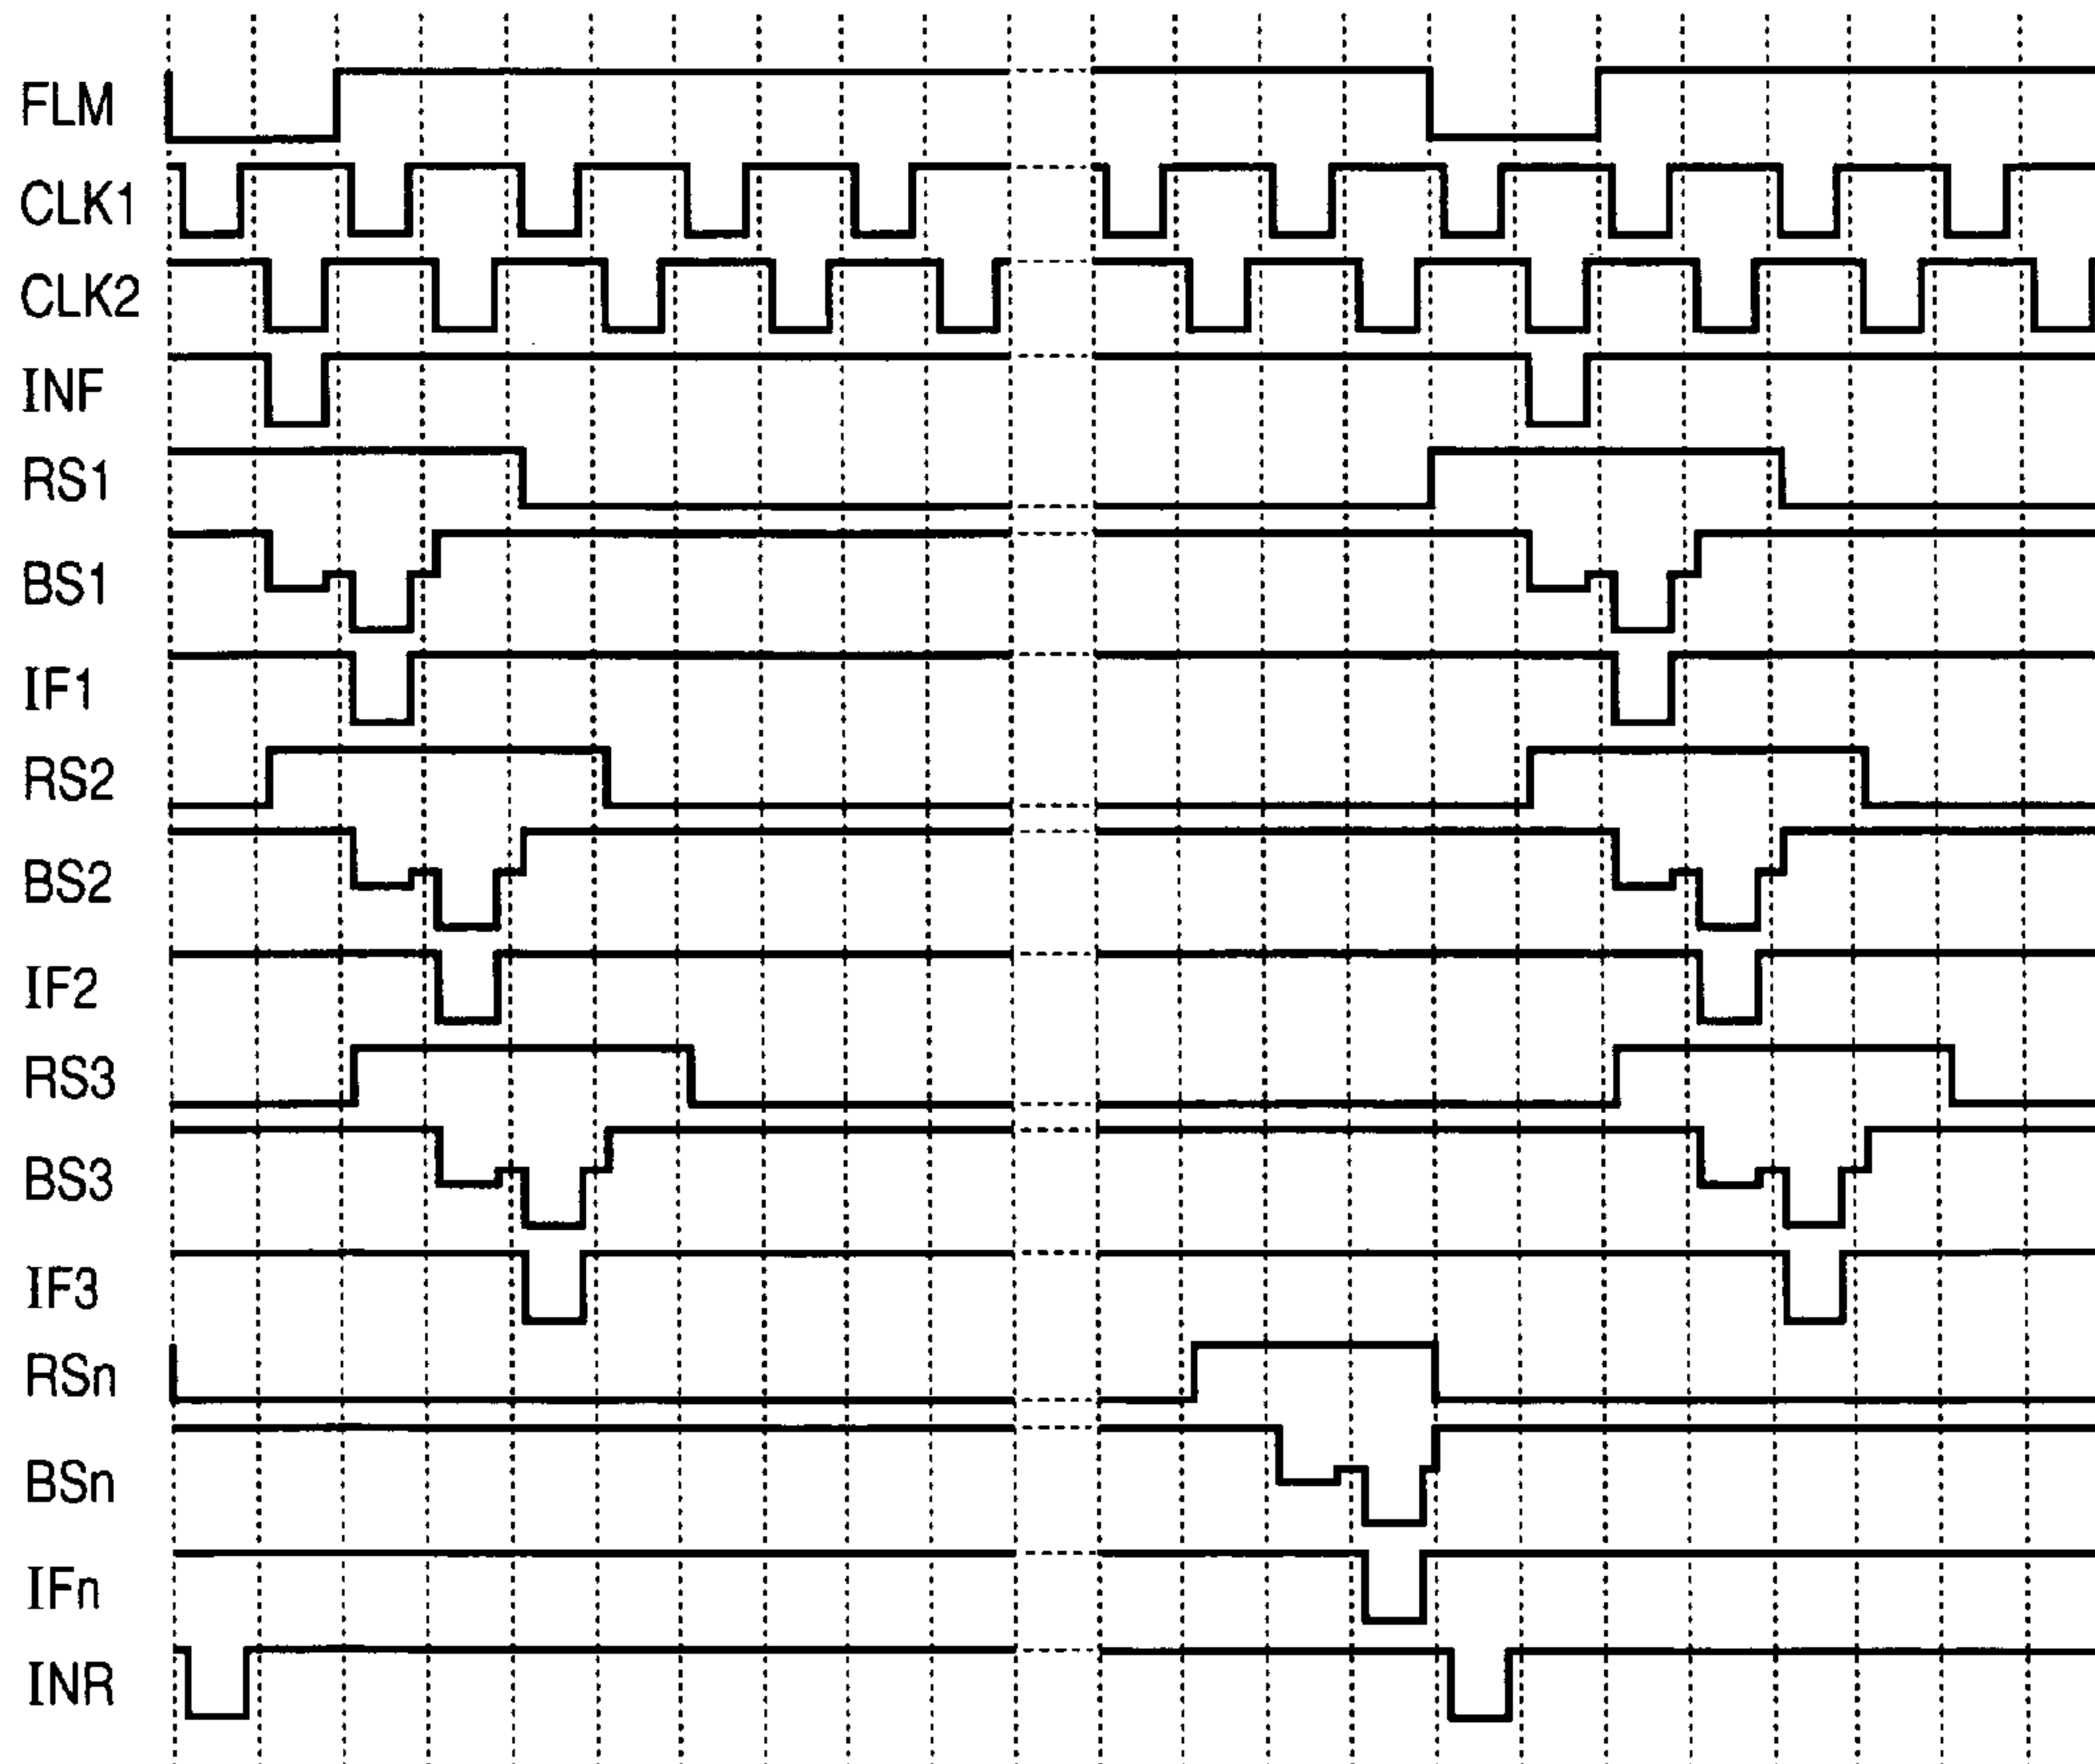 FLM
CLK1
CLK2
INF
RS1
BS1
IF1
RS2
BS2
IF2
RS3
BS3
IF3
RSn
BSn
IFn
INR